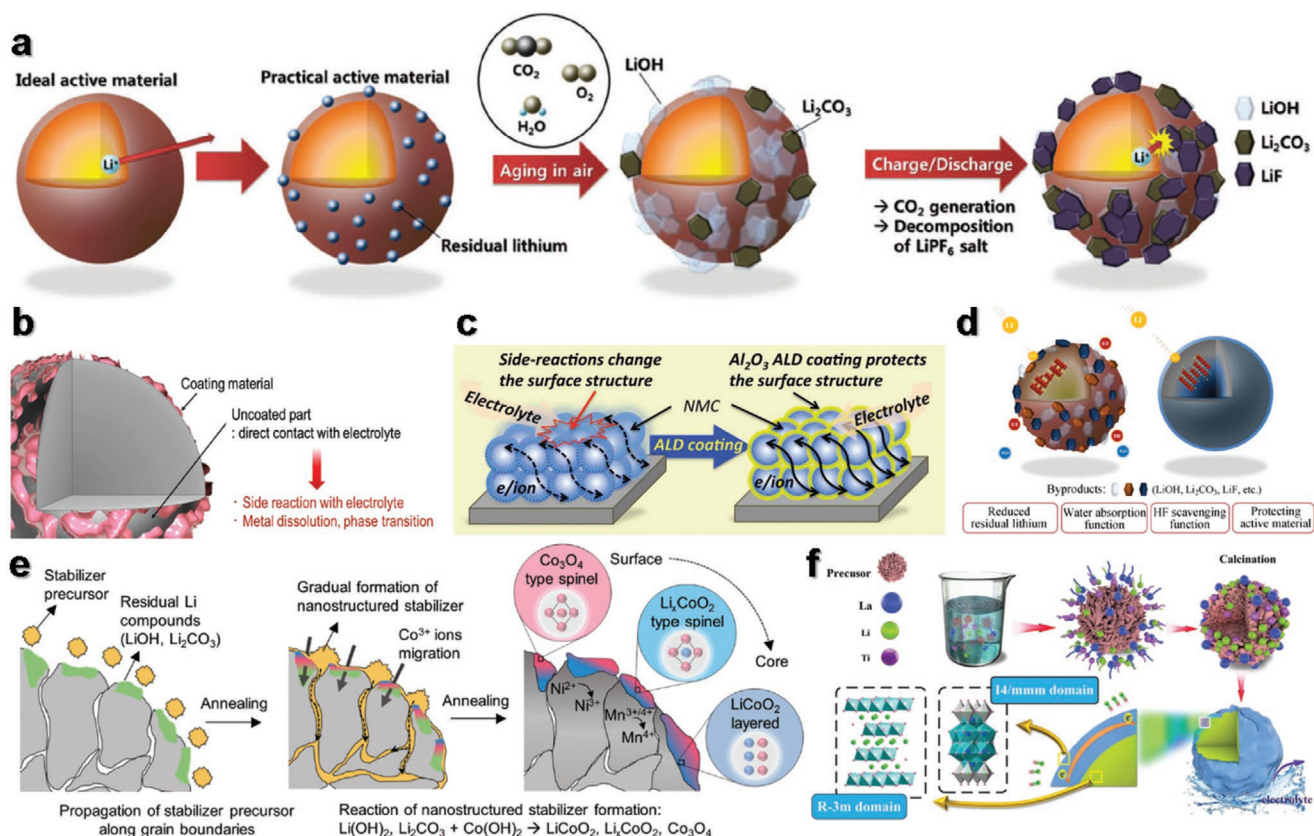 a
Ideal active material
Li⁺
Practical active material
Residual lithium
CO₂
O₂
H₂O
Aging in air
LiOH
Li₂CO₃
Charge/Discharge
→ CO₂ generation
→ Decomposition
of LiPF₆ salt
Li⁺
LiOH
Li₂CO₃
LiF
b
Coating material
Uncoated part
: direct contact with electrolyte
· Side reaction with electrolyte
· Metal dissolution, phase transition
c
Side-reactions change
the surface structure
Electrolyte
e/ion
NMC
ALD coating
Al₂O₃ ALD coating protects
the surface structure
Electrolyte
e/ion
d
Byproducts:
(LiOH, Li₂CO₃, LiF, etc.)
Reduced
residual lithium
Water absorption
function
HF scavenging
function
Protecting
active material
e
Stabilizer
precursor
Residual Li
compounds
(LiOH, Li₂CO₃)
Annealing
Propagation of stabilizer precursor
along grain boundaries
Gradual formation of
nanostructured stabilizer
Co³⁺ ions
migration
Annealing
Co₃O₄
type spinel
Surface
LiₓCoO₂
type spinel
Core
LiCoO₂
layered
Ni²⁺
Ni³⁺
Mn³⁺/⁴⁺
Mn⁴⁺
Reaction of nanostructured stabilizer formation:
Li(OH)₂, Li₂CO₃ + Co(OH)₂ → LiCoO₂, LiₓCoO₂, Co₃O₄
f
Precusor
La
Li
Ti
Calcination
I4/mmm domain
R-3m domain
electrolyte